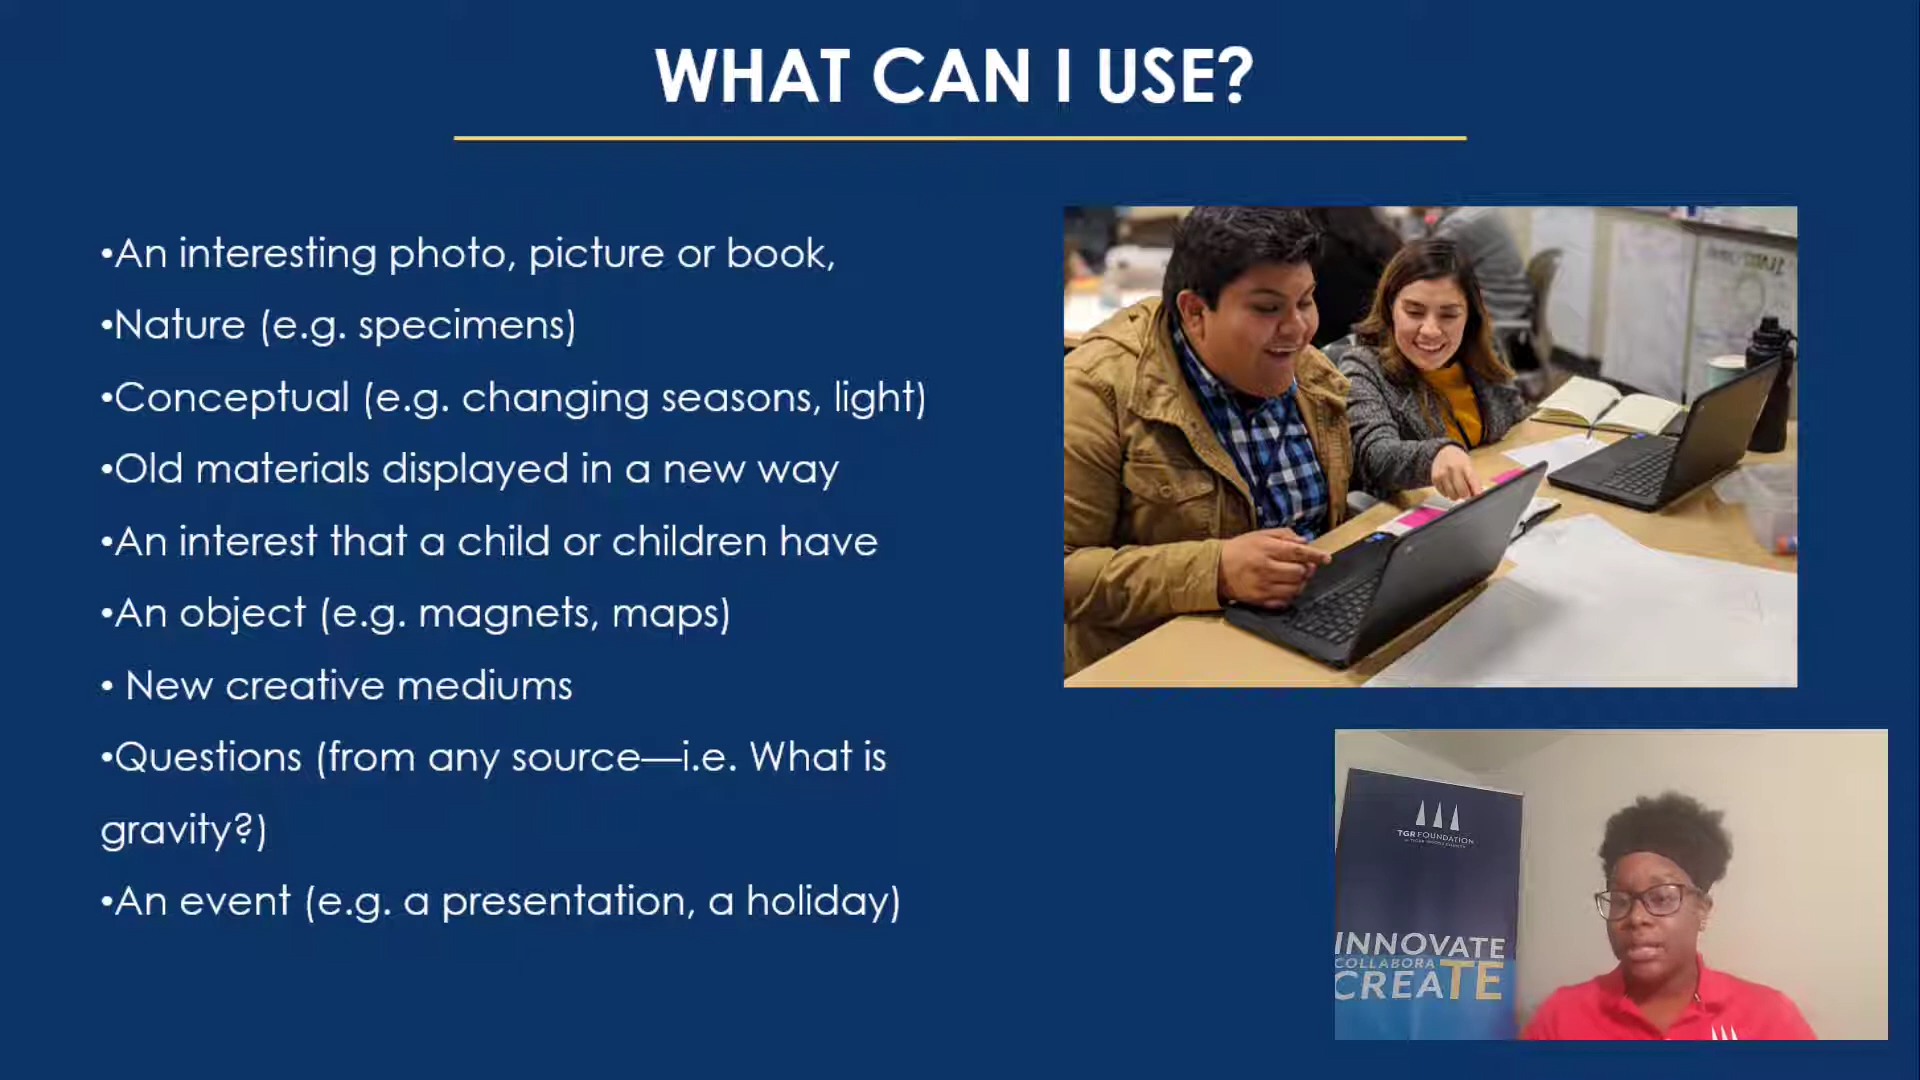 WHAT CAN I USE?
•An interesting photo, picture or book,
•Nature (e.g. specimens)
•Conceptual (e.g. changing seasons, light)
•Old materials displayed in a new way
•An interest that a child or children have
•An object (e.g. magnets, maps)
• New creative mediums
•Questions (from any source—i.e. What is
gravity?)
•An event (e.g. a presentation, a holiday)
TGR FOUNDATION
INNOVATE
COLLABORA
CREATE